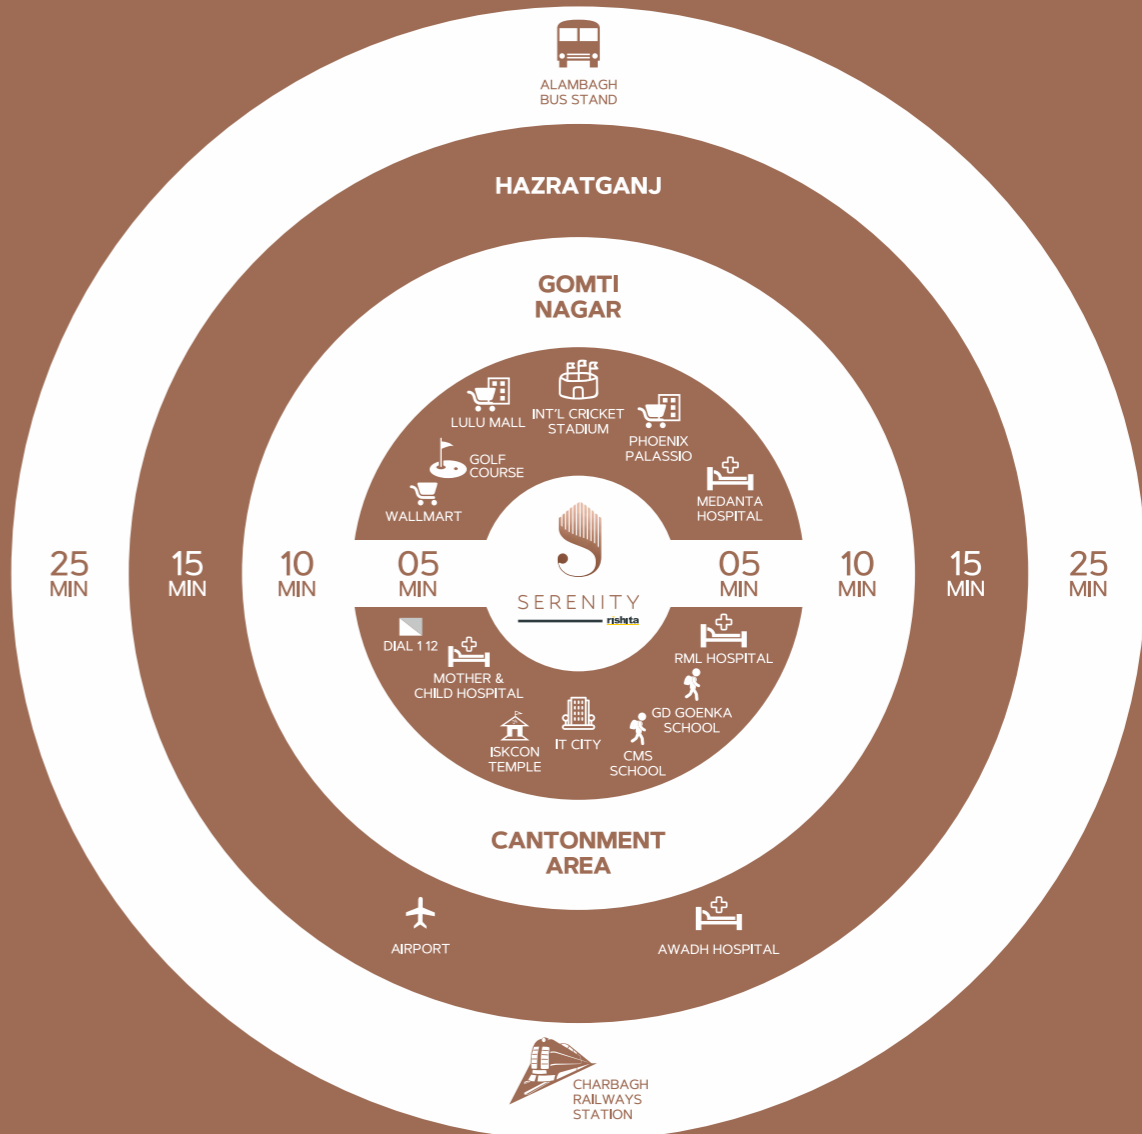 ALAMBAGH
BUS STAND
HAZRATGANJ
GOMTI
NAGAR
LULU MALL
INT'L CRICKET
STADIUM
PHOENIX
PALASSIO
GOLF
COURSE
WALLMART
MEDANTA
HOSPITAL
25
MIN
15
MIN
10
MIN
05
MIN
SERENITY
rishita
05
MIN
10
MIN
15
MIN
25
MIN
DIAL 112
MOTHER &
CHILD HOSPITAL
ISKCON
TEMPLE
IT CITY
CMS
SCHOOL
GD GOENKA
SCHOOL
RML HOSPITAL
CANTONMENT
AREA
AIRPORT
AWADH HOSPITAL
CHARBAGH
RAILWAYS
STATION